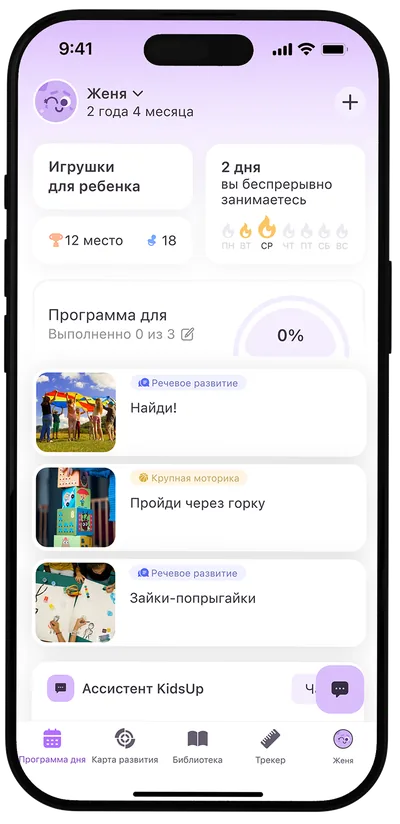 9:41
Женя
2 года 4 месяца
Игрушки
для ребенка
2 дня
вы беспрерывно
занимаетесь
ПН ВТ СР ЧТ ПТ СБ ВС
12 место 18
Программа для
Выполненно 0 из 3
0%
Речевое развитие
Найди!
Крупная моторика
Пройди через горку
Речевое развитие
Зайки-попрыгайки
Ассистент KidsUp
Ч
Программа дня Карта развития Библиотека Трекер Женя